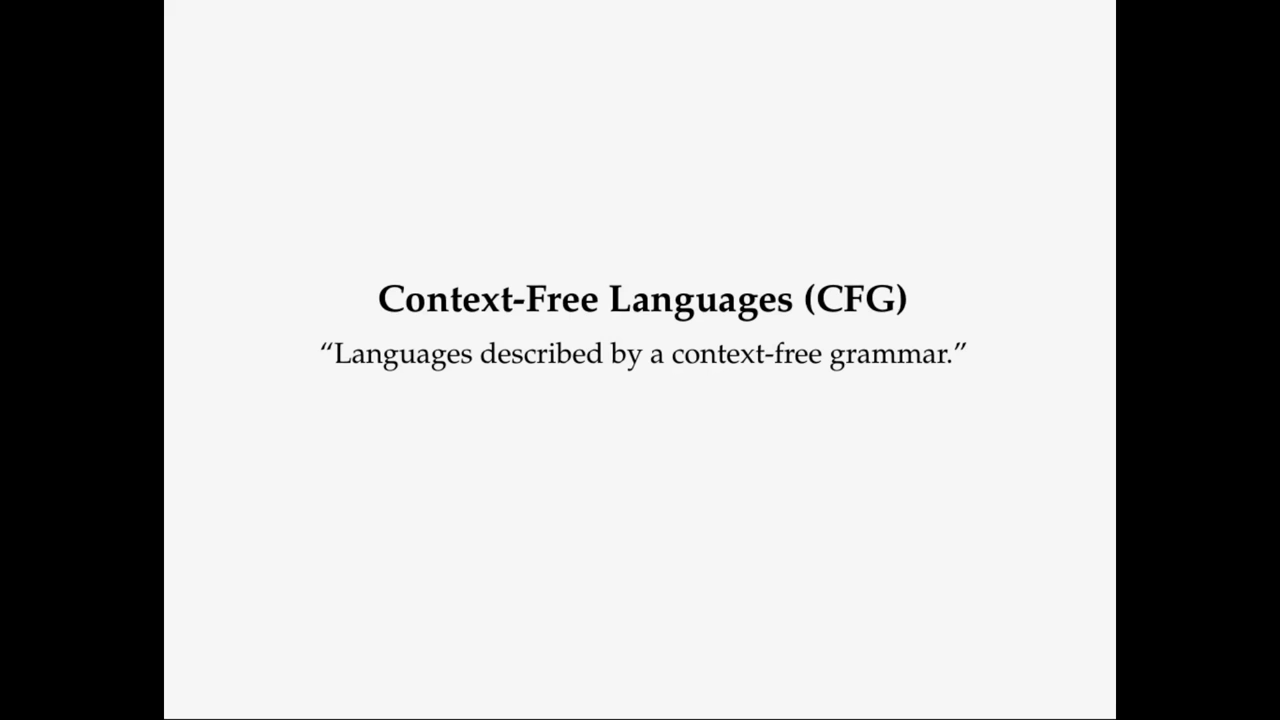 Context-Free Languages (CFG)
“Languages described by a context-free grammar.”